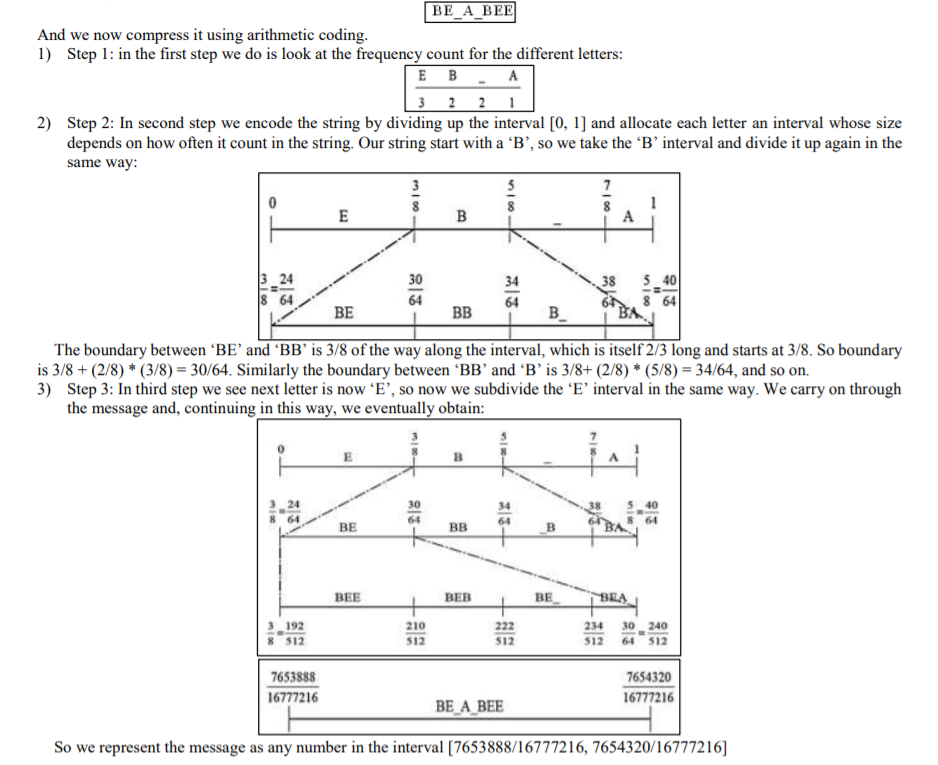 BE_A_BEE
And we now compress it using arithmetic coding.
1) Step 1: in the first step we do is look at the frequency count for the different letters:
E B _ A
3 2 2 1
2) Step 2: In second step we encode the string by dividing up the interval [0, 1] and allocate each letter an interval whose size
depends on how often it count in the string. Our string start with a ‘B’, so we take the ‘B’ interval and divide it up again in the
same way:
0 3/8 5/8 7/8 1
E B _ A
3/8=24/64 30/64 34/64 38/64 5/8=40/64
BE BB B_ BA
The boundary between ‘BE’ and ‘BB’ is 3/8 of the way along the interval, which is itself 2/3 long and starts at 3/8. So boundary
is 3/8 + (2/8) * (3/8) = 30/64. Similarly the boundary between ‘BB’ and ‘B’ is 3/8+ (2/8) * (5/8) = 34/64, and so on.
3) Step 3: In third step we see next letter is now ‘E’, so now we subdivide the ‘E’ interval in the same way. We carry on through
the message and, continuing in this way, we eventually obtain:
0 3/8 5/8 7/8 1
E B _ A
3/8=24/64 30/64 34/64 38/64 5/8=40/64
BE BB _B BA
BEE BEB BE_ BEA
3/8=192/512 210/512 222/512 234/512 30/64=240/512
7653888/16777216 7654320/16777216
BE_A_BEE
So we represent the message as any number in the interval [7653888/16777216, 7654320/16777216]